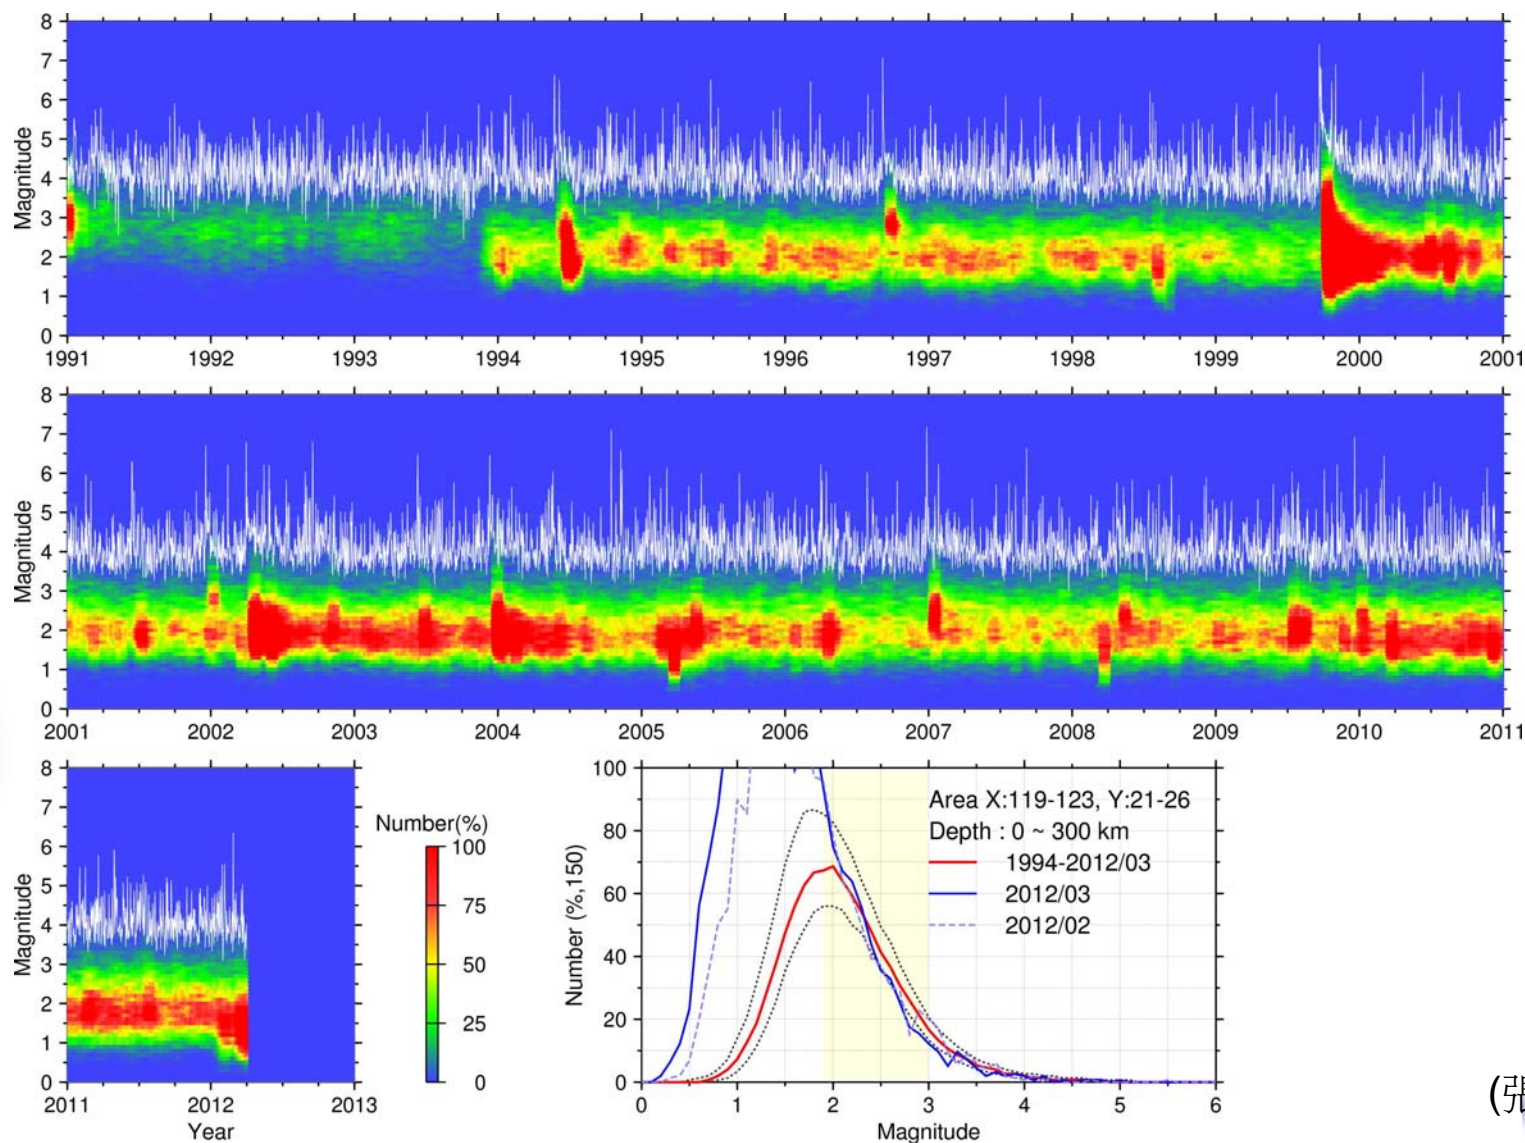 8
7
6
5
4
3
2
1
0
Magnitude
1991 1992 1993 1994 1995 1996 1997 1998 1999 2000 2001
8
7
6
5
4
3
2
1
0
Magnitude
2001 2002 2003 2004 2005 2006 2007 2008 2009 2010 2011
8
7
6
5
4
3
2
1
0
Magnitude
2011 2012 2013
Year
Number(%)
100
75
50
25
0
100
80
60
40
20
0
Number (%,150)
Area X:119-123, Y:21-26
Depth : 0 ~ 300 km
1994-2012/03
2012/03
2012/02
0 1 2 3 4 5 6
Magnitude
(張